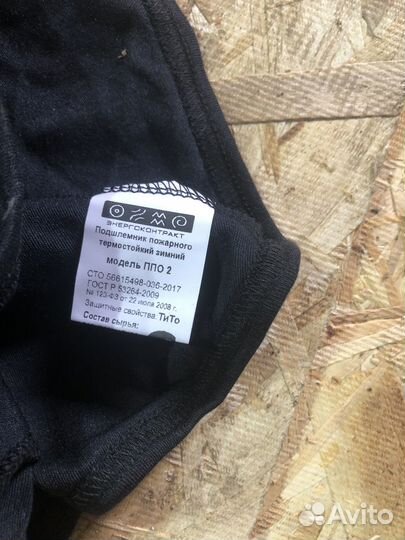 ЭНЕРГОКОНТРАКТ
Подшлемник пожарного
термостойкий зимний
модель ППО 2
СТО 56615498-036-2017
ГОСТ Р 53264-2009
№ 123-ФЗ от 22 июля 2008 г.
Защитные свойства: ТиТо
Состав сырья:
Avito